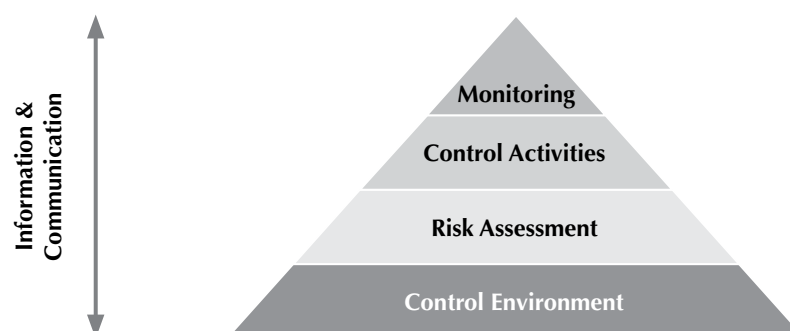 Information &
Communication
Monitoring
Control Activities
Risk Assessment
Control Environment